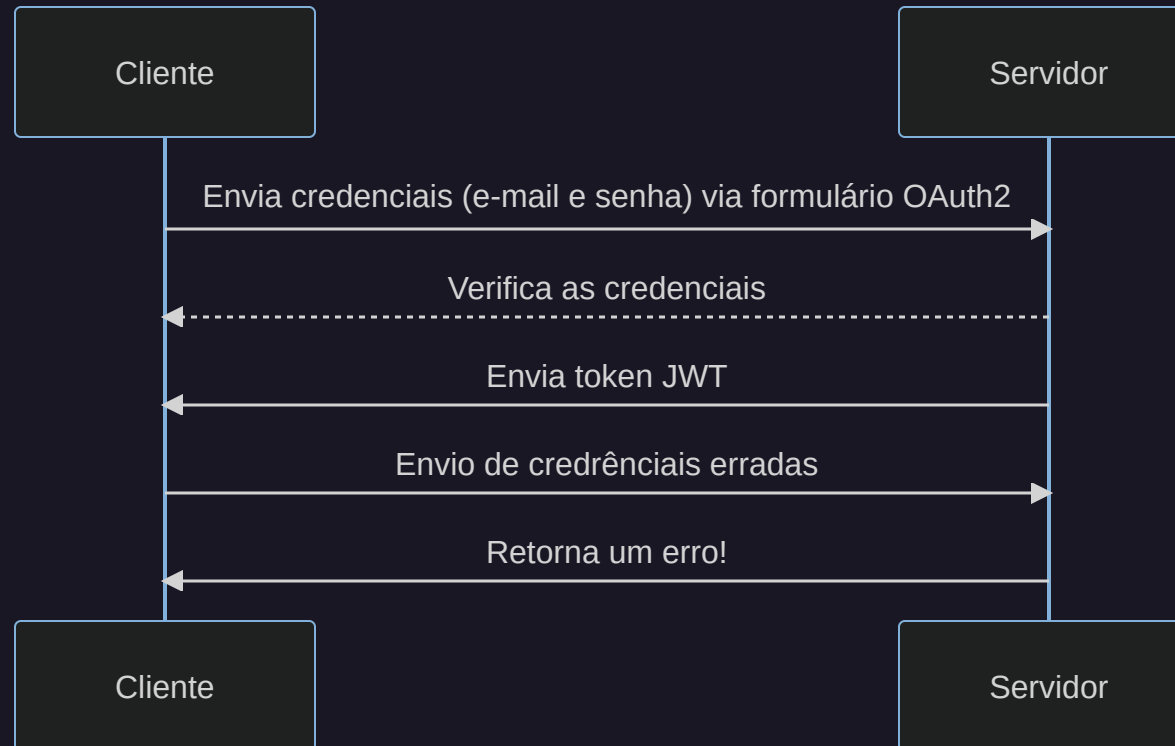 Cliente
Servidor
Envia credenciais (e-mail e senha) via formulário OAuth2
Verifica as credenciais
Envia token JWT
Envio de credrênciais erradas
Retorna um erro!
Cliente
Servidor